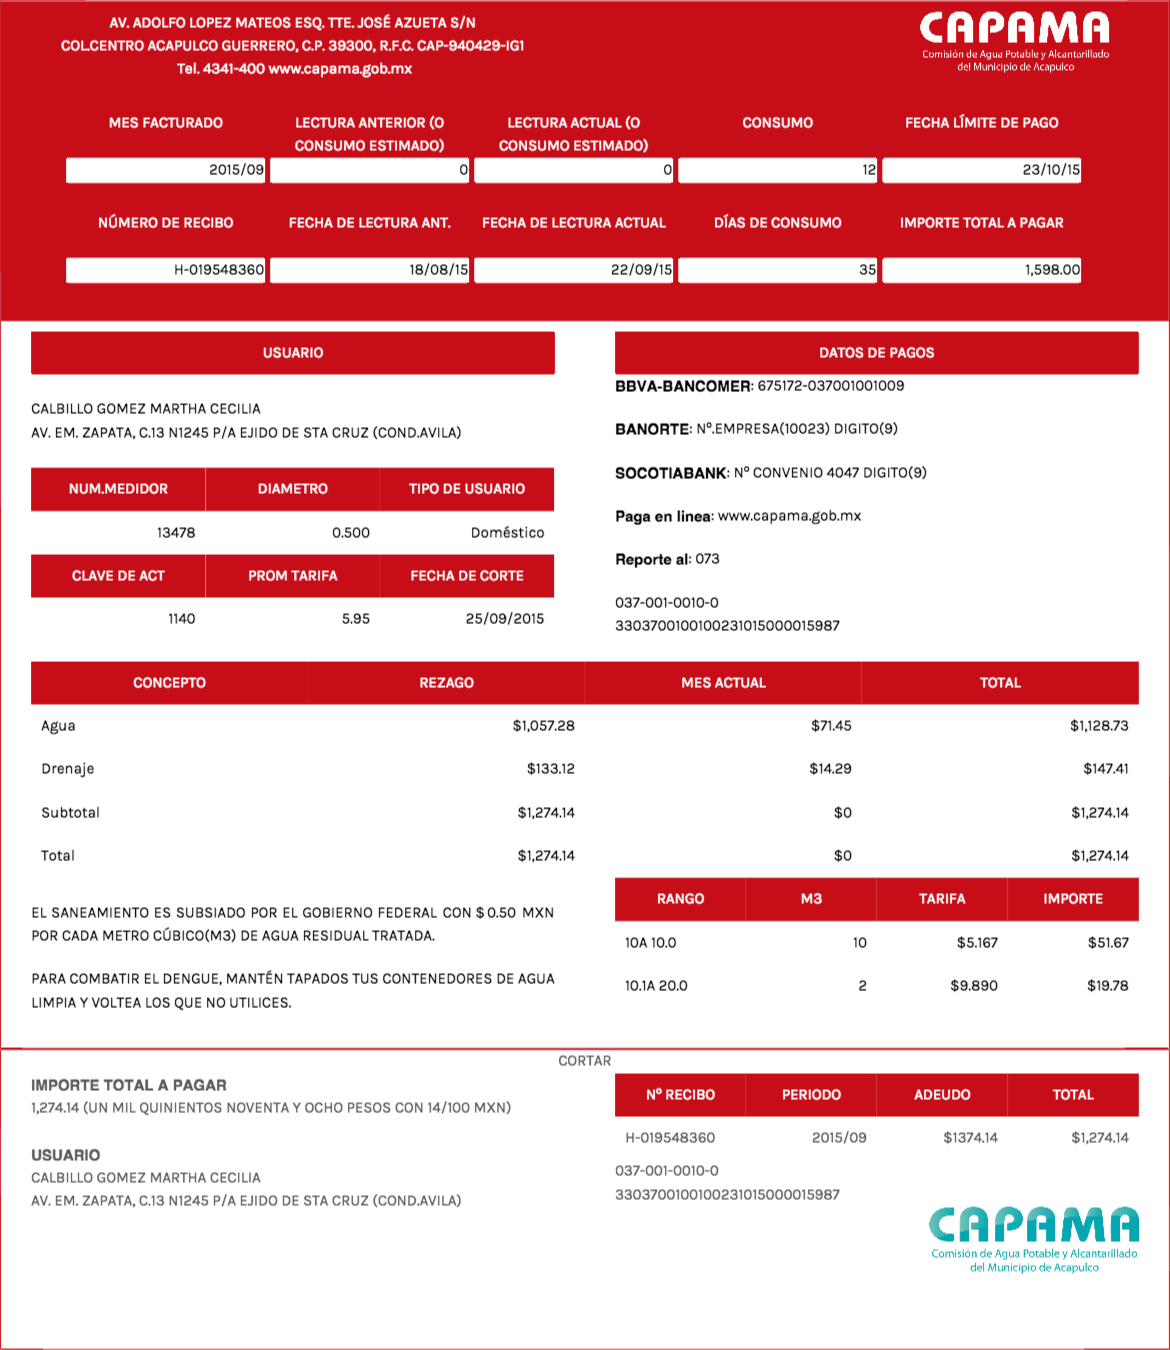 AV. ADOLFO LOPEZ MATEOS ESQ. TTE. JOSÉ AZUETA S/N
COL.CENTRO ACAPULCO GUERRERO, C.P. 39300, R.F.C. CAP-940429-IG1
Tel. 4341-400 www.capama.gob.mx
CAPAMA
Comisión de Agua Potable y Alcantarillado
del Municipio de Acapulco
MES FACTURADO LECTURA ANTERIOR (O CONSUMO ESTIMADO) LECTURA ACTUAL (O CONSUMO ESTIMADO) CONSUMO FECHA LÍMITE DE PAGO
2015/09 0 0 12 23/10/15
NÚMERO DE RECIBO FECHA DE LECTURA ANT. FECHA DE LECTURA ACTUAL DÍAS DE CONSUMO IMPORTE TOTAL A PAGAR
H-019548360 18/08/15 22/09/15 35 1,598.00
USUARIO
CALBILLO GOMEZ MARTHA CECILIA
AV. EM. ZAPATA, C.13 N1245 P/A EJIDO DE STA CRUZ (COND.AVILA)
NUM.MEDIDOR DIAMETRO TIPO DE USUARIO
13478 0.500 Doméstico
CLAVE DE ACT PROM TARIFA FECHA DE CORTE
1140 5.95 25/09/2015
DATOS DE PAGOS
BBVA-BANCOMER: 675172-037001001009
BANORTE: Nº.EMPRESA(10023) DIGITO(9)
SOCOTIABANK: Nº CONVENIO 4047 DIGITO(9)
Paga en linea: www.capama.gob.mx
Reporte al: 073
037-001-0010-0
3303700100100231015000015987
CONCEPTO REZAGO MES ACTUAL TOTAL
Agua $1,057.28 $71.45 $1,128.73
Drenaje $133.12 $14.29 $147.41
Subtotal $1,274.14 $0 $1,274.14
Total $1,274.14 $0 $1,274.14
EL SANEAMIENTO ES SUBSIADO POR EL GOBIERNO FEDERAL CON $ 0.50 MXN
POR CADA METRO CÚBICO(M3) DE AGUA RESIDUAL TRATADA.
PARA COMBATIR EL DENGUE, MANTÉN TAPADOS TUS CONTENEDORES DE AGUA
LIMPIA Y VOLTEA LOS QUE NO UTILICES.
RANGO M3 TARIFA IMPORTE
10A 10.0 10 $5.167 $51.67
10.1A 20.0 2 $9.890 $19.78
CORTAR
IMPORTE TOTAL A PAGAR
1,274.14 (UN MIL QUINIENTOS NOVENTA Y OCHO PESOS CON 14/100 MXN)
USUARIO
CALBILLO GOMEZ MARTHA CECILIA
AV. EM. ZAPATA, C.13 N1245 P/A EJIDO DE STA CRUZ (COND.AVILA)
Nº RECIBO PERIODO ADEUDO TOTAL
H-019548360 2015/09 $1374.14 $1,274.14
037-001-0010-0
3303700100100231015000015987
CAPAMA
Comisión de Agua Potable y Alcantarillado
del Municipio de Acapulco